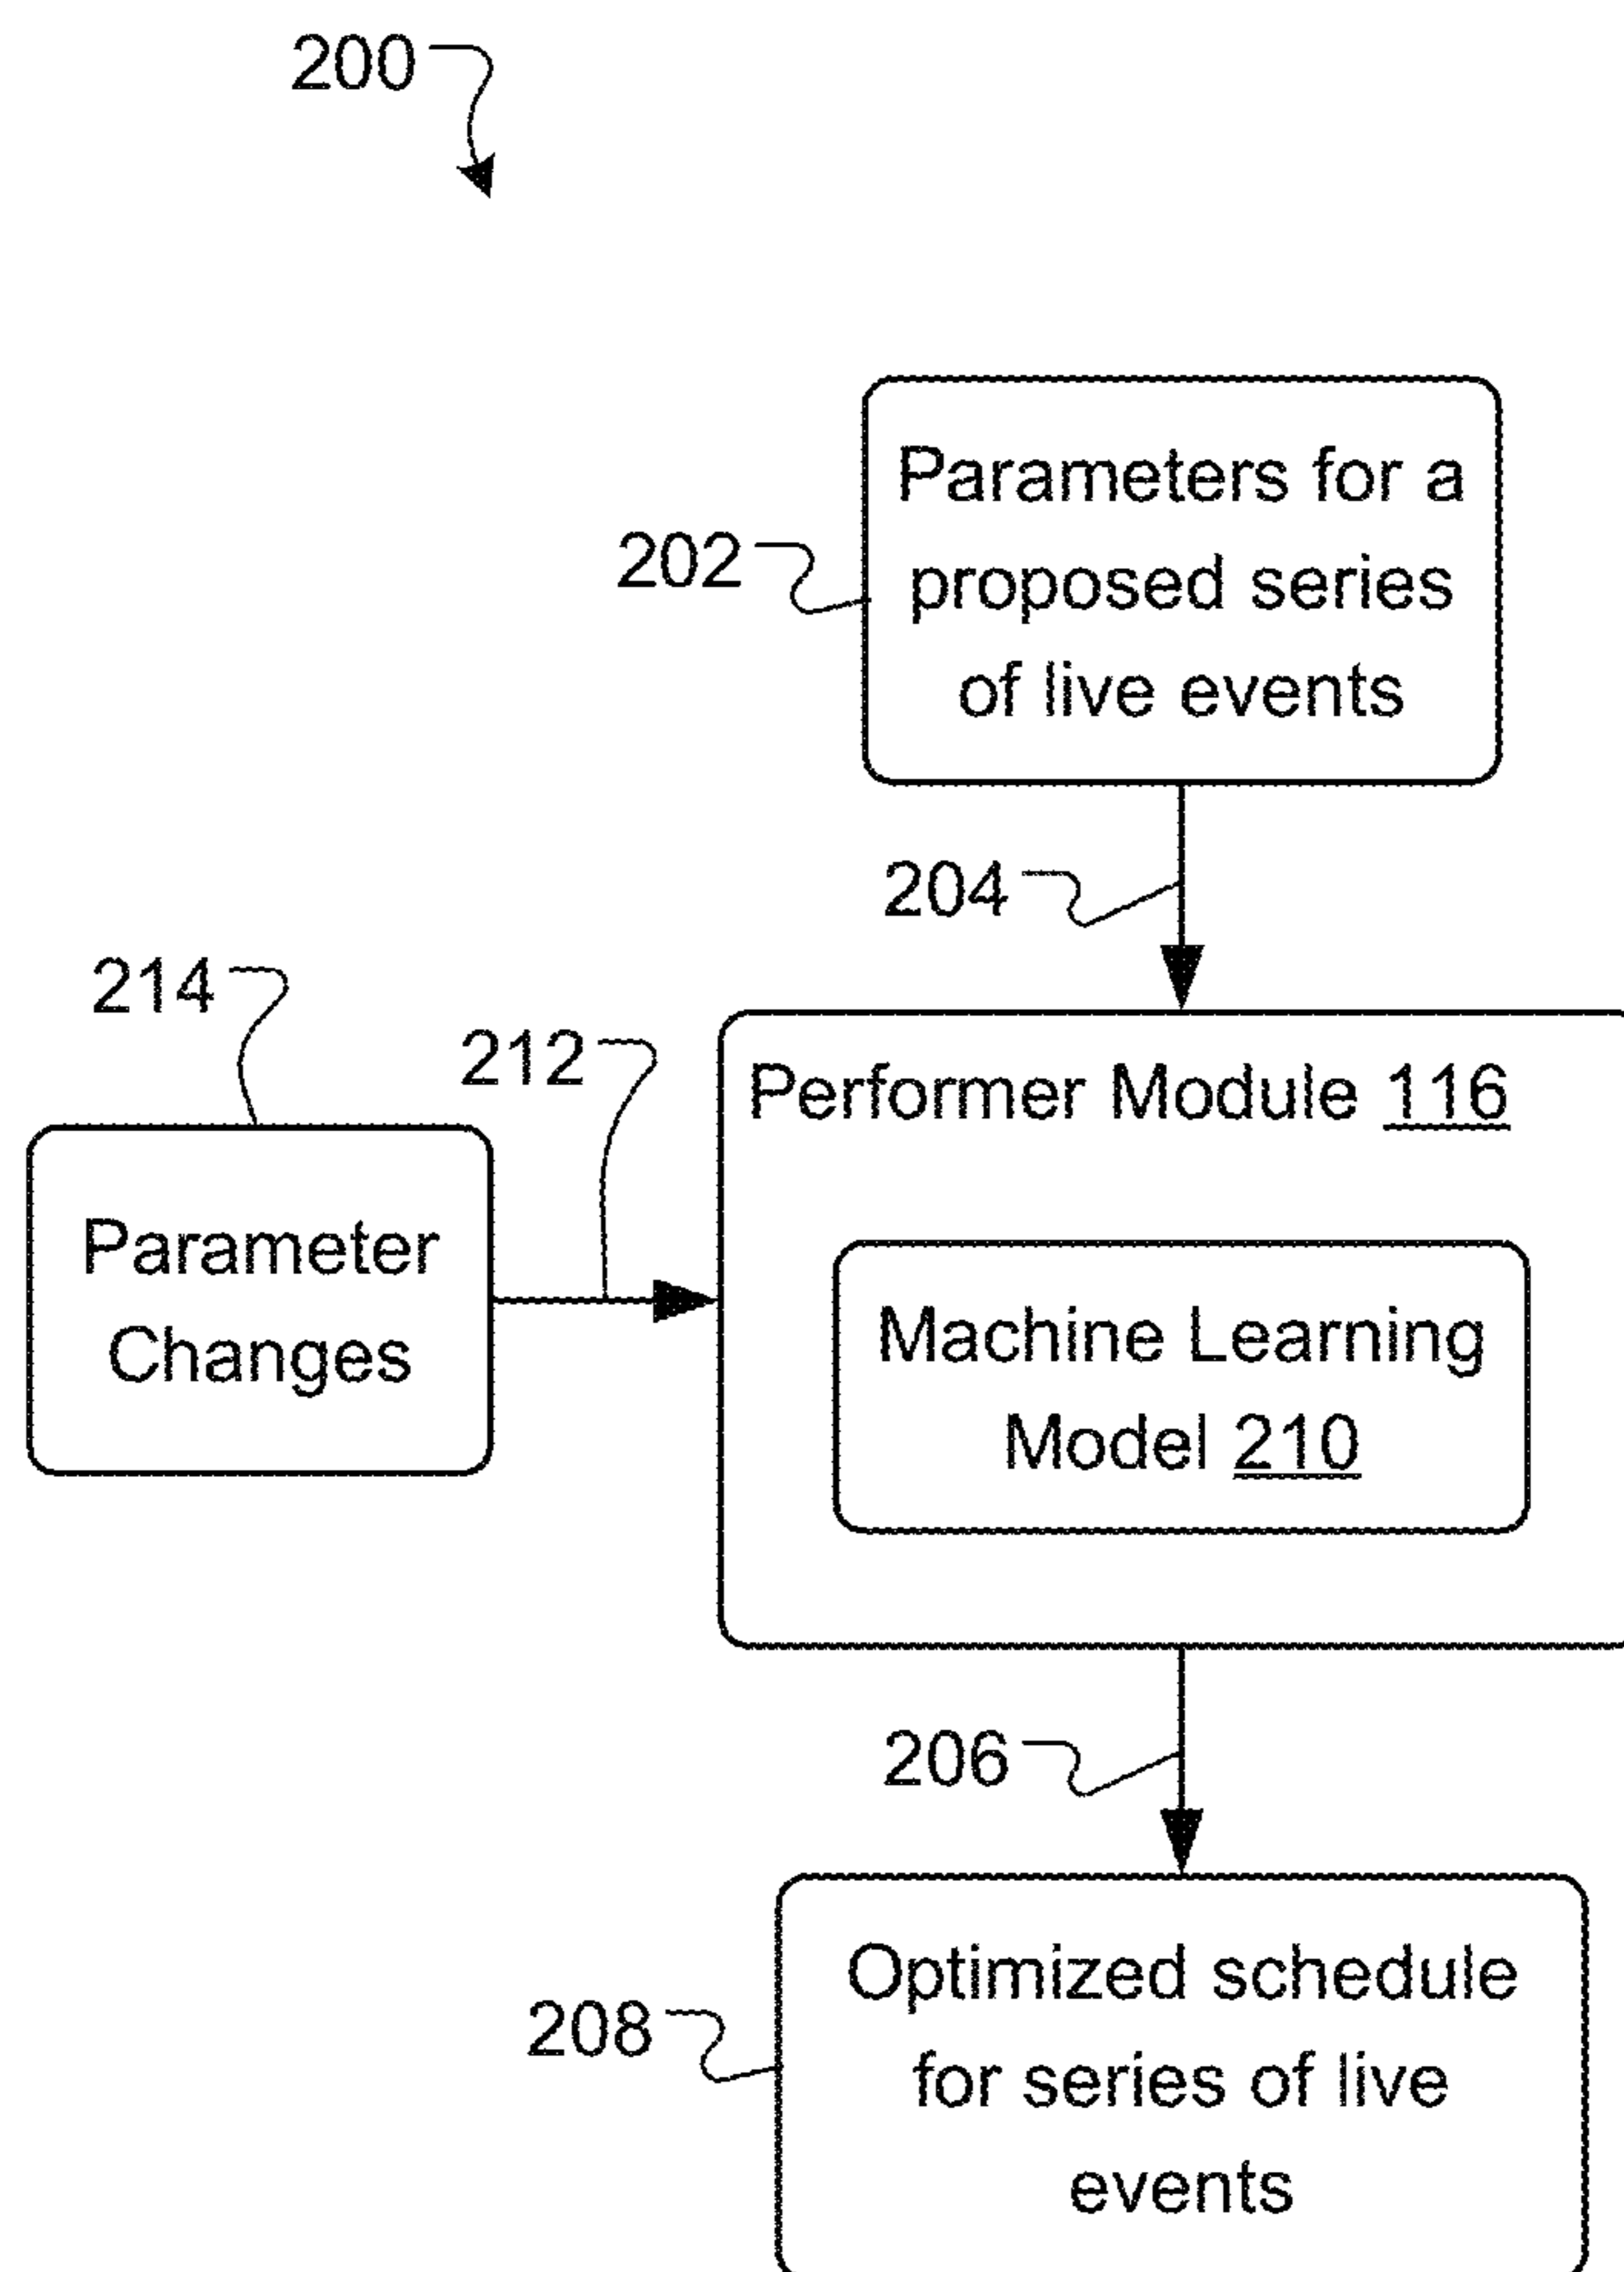 200
Parameters for a
proposed series
of live events
202
204
214
212
Performer Module 116
Parameter
Changes
Machine Learning
Model 210
206
Optimized schedule
for series of live
events
208